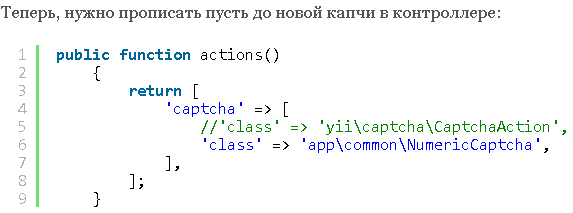 Теперь, нужно прописать пусть до новой капчи в контроллере:
1 public function actions()
2 {
3 return [
4 'captcha' => [
5 //'class' => 'yii\captcha\CaptchaAction',
6 'class' => 'app\common\NumericCaptcha',
7 ],
8 ];
9 }